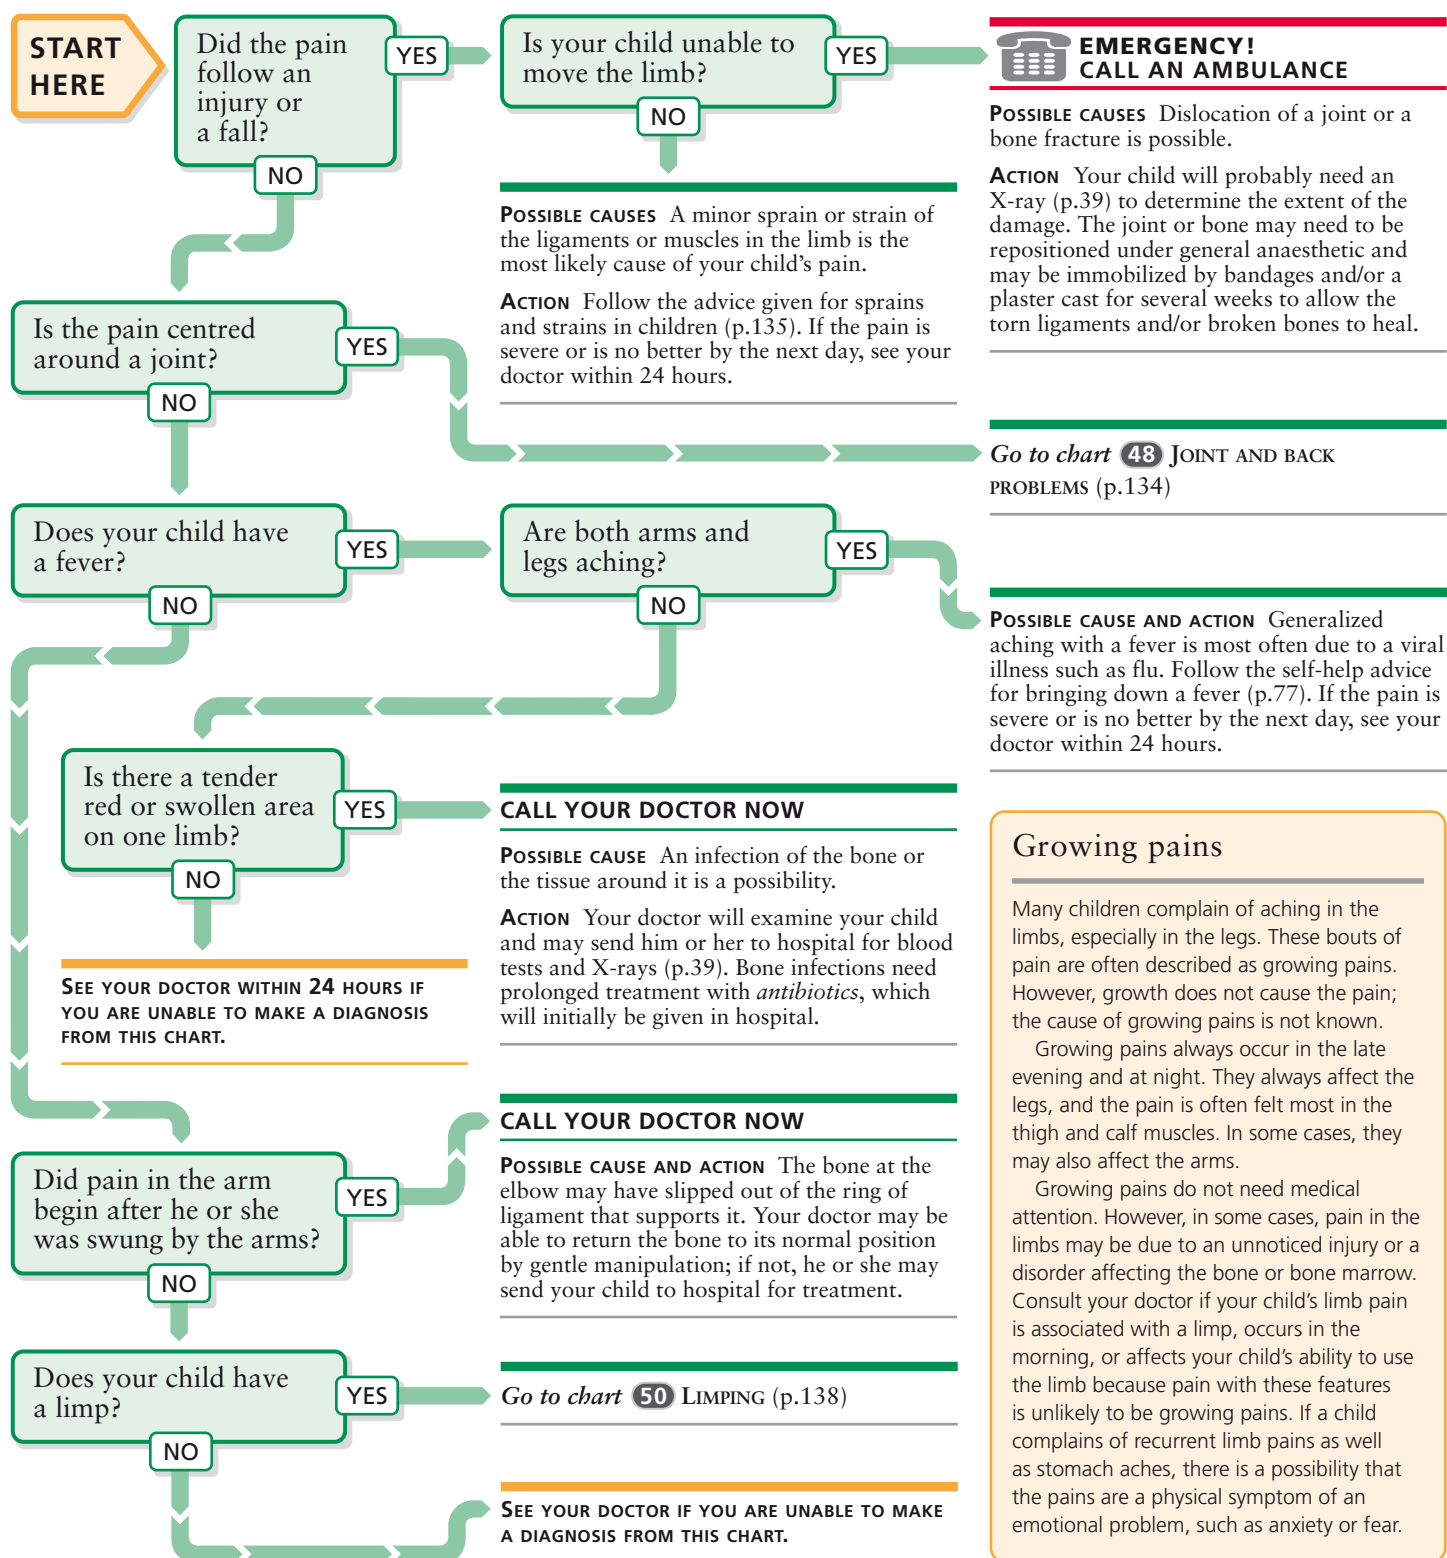 START
HERE
Did the pain
follow an
injury or
a fall?
YES
NO
Is your child unable to
move the limb?
YES
NO
EMERGENCY!
CALL AN AMBULANCE
POSSIBLE CAUSES Dislocation of a joint or a
bone fracture is possible.
ACTION Your child will probably need an
X-ray (p.39) to determine the extent of the
damage. The joint or bone may need to be
repositioned under general anaesthetic and
may be immobilized by bandages and/or a
plaster cast for several weeks to allow the
torn ligaments and/or broken bones to heal.
POSSIBLE CAUSES A minor sprain or strain of
the ligaments or muscles in the limb is the
most likely cause of your child's pain.
ACTION Follow the advice given for sprains
and strains in children (p.135). If the pain is
severe or is no better by the next day, see your
doctor within 24 hours.
Is the pain centred
around a joint?
YES
NO
Go to chart 48 JOINT AND BACK
PROBLEMS (p.134)
Does your child have
a fever?
YES
NO
Are both arms and
legs aching?
YES
NO
POSSIBLE CAUSE AND ACTION Generalized
aching with a fever is most often due to a viral
illness such as flu. Follow the self-help advice
for bringing down a fever (p.77). If the pain is
severe or is no better by the next day, see your
doctor within 24 hours.
Is there a tender
red or swollen area
on one limb?
YES
NO
CALL YOUR DOCTOR NOW
POSSIBLE CAUSE An infection of the bone or
the tissue around it is a possibility.
ACTION Your doctor will examine your child
and may send him or her to hospital for blood
tests and X-rays (p.39). Bone infections need
prolonged treatment with antibiotics, which
will initially be given in hospital.
SEE YOUR DOCTOR WITHIN 24 HOURS IF
YOU ARE UNABLE TO MAKE A DIAGNOSIS
FROM THIS CHART.
Did pain in the arm
begin after he or she
was swung by the arms?
YES
NO
CALL YOUR DOCTOR NOW
POSSIBLE CAUSE AND ACTION The bone at the
elbow may have slipped out of the ring of
ligament that supports it. Your doctor may be
able to return the bone to its normal position
by gentle manipulation; if not, he or she may
send your child to hospital for treatment.
Does your child have
a limp?
YES
NO
Go to chart 50 LIMPING (p.138)
SEE YOUR DOCTOR IF YOU ARE UNABLE TO MAKE
A DIAGNOSIS FROM THIS CHART.
Growing pains
Many children complain of aching in the
limbs, especially in the legs. These bouts of
pain are often described as growing pains.
However, growth does not cause the pain;
the cause of growing pains is not known.
Growing pains always occur in the late
evening and at night. They always affect the
legs, and the pain is often felt most in the
thigh and calf muscles. In some cases, they
may also affect the arms.
Growing pains do not need medical
attention. However, in some cases, pain in the
limbs may be due to an unnoticed injury or a
disorder affecting the bone or bone marrow.
Consult your doctor if your child's limb pain
is associated with a limp, occurs in the
morning, or affects your child's ability to use
the limb because pain with these features
is unlikely to be growing pains. If a child
complains of recurrent limb pains as well
as stomach aches, there is a possibility that
the pains are a physical symptom of an
emotional problem, such as anxiety or fear.